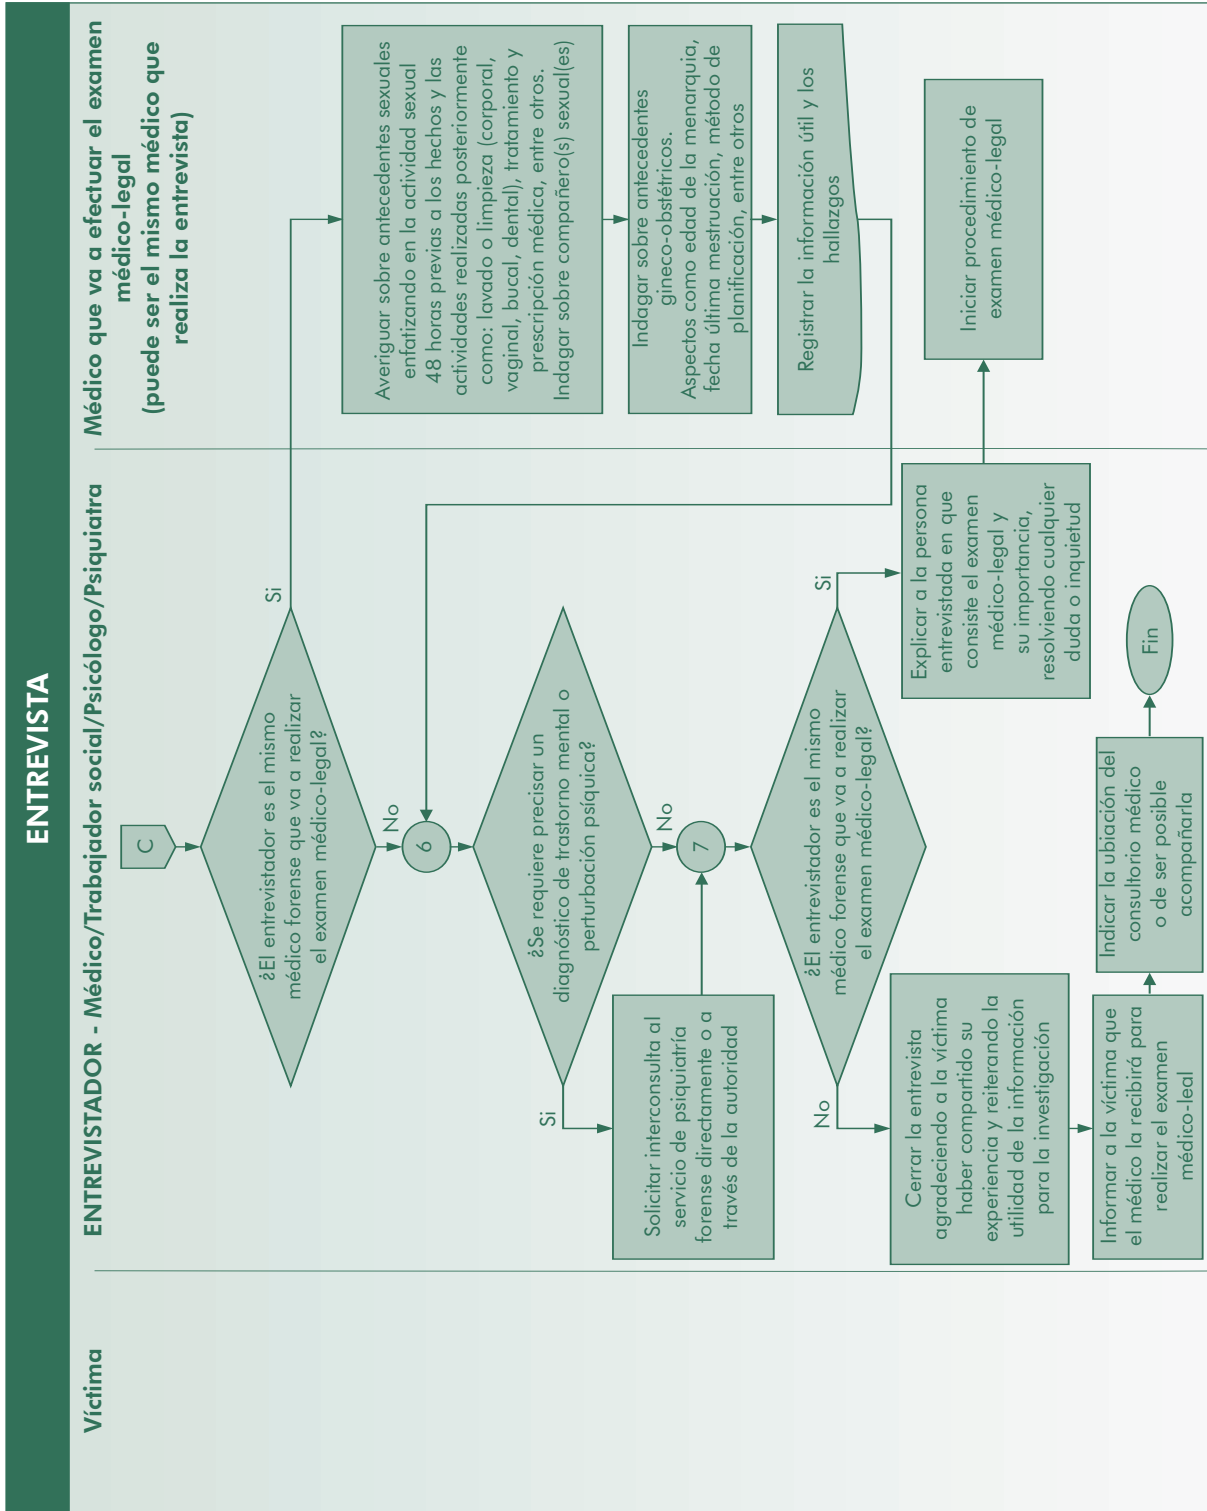 ENTREVISTA
Víctima
ENTREVISTADOR - Médico/Trabajador social/Psicólogo/Psiquiatra
Médico que va a efectuar el examen
médico-legal
(puede ser el mismo médico que
realiza la entrevista)
C
¿El entrevistador es el mismo
médico forense que va a realizar
el examen médico-legal?
Si
No
Averiguar sobre antecedentes sexuales
enfatizando en la actividad sexual
48 horas previas a los hechos y las
actividades realizadas posteriormente
como: lavado o limpieza (corporal,
vaginal, bucal, dental), tratamiento y
prescripción médica, entre otros.
Indagar sobre compañero(s) sexual(es)
Indagar sobre antecedentes
gineco-obstétricos.
Aspectos como edad de la menarquia,
fecha última mestruación, método de
planificación, entre otros
Registrar la información útil y los
hallazgos
6
¿Se requiere precisar un
diagnóstico de trastorno mental o
perturbación psíquica?
Si
No
Solicitar interconsulta al
servicio de psiquiatría
forense directamente o a
través de la autoridad
7
¿El entrevistador es el mismo
médico forense que va a realizar
el examen médico-legal?
No
Si
Cerrar la entrevista
agradeciendo a la víctima
haber compartido su
experiencia y reiterando la
utilidad de la información
para la investigación
Explicar a la persona
entrevistada en que
consiste el examen
médico-legal y
su importancia,
resolviendo cualquier
duda o inquietud
Iniciar procedimiento de
examen médico-legal
Informar a la víctima que
el médico la recibirá para
realizar el examen
médico-leal
Indicar la ubiación del
consultorio médico
o de ser posible
acompañarla
Fin